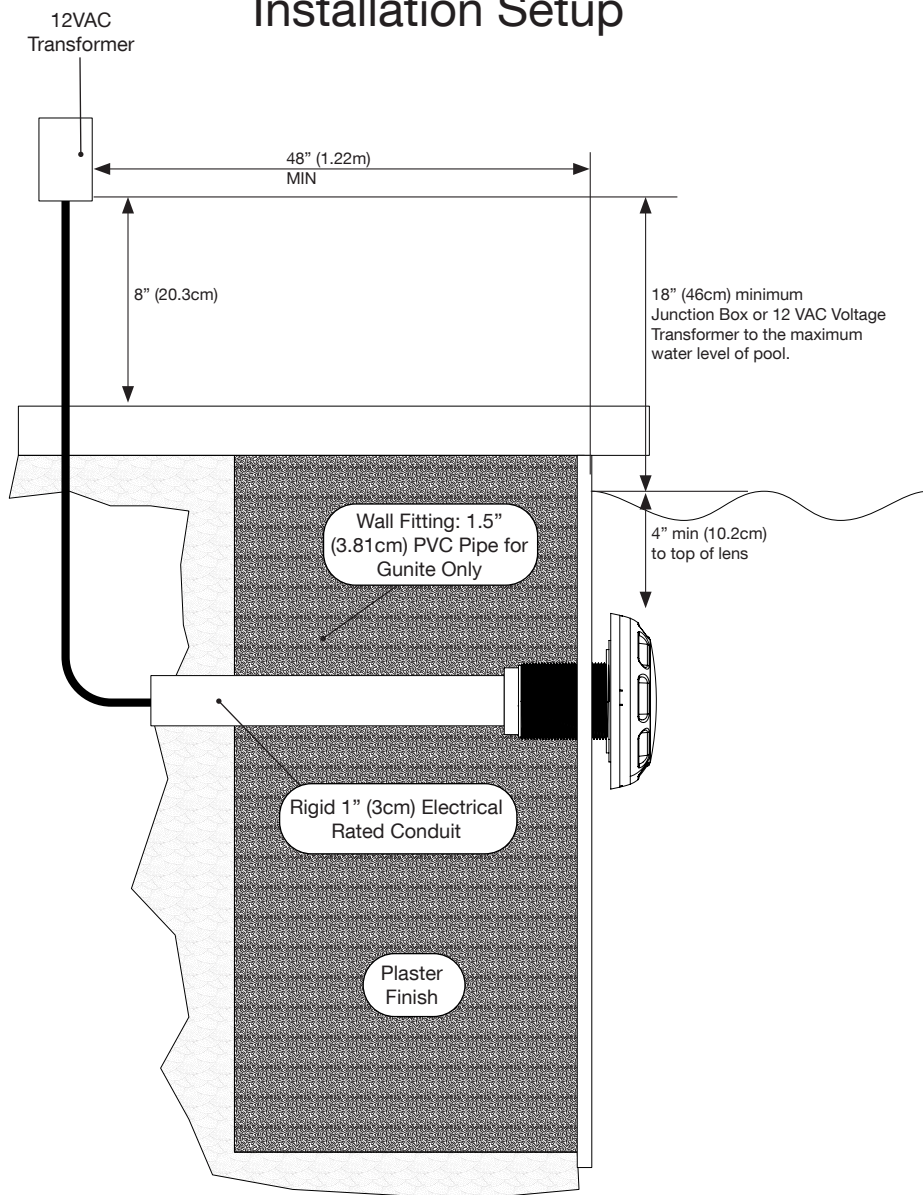 Installation Setup
12VAC
Transformer
48” (1.22m)
MIN
8” (20.3cm)
18” (46cm) minimum
Junction Box or 12 VAC Voltage
Transformer to the maximum
water level of pool.
4” min (10.2cm)
to top of lens
Wall Fitting: 1.5”
(3.81cm) PVC Pipe for
Gunite Only
Rigid 1” (3cm) Electrical
Rated Conduit
Plaster
Finish